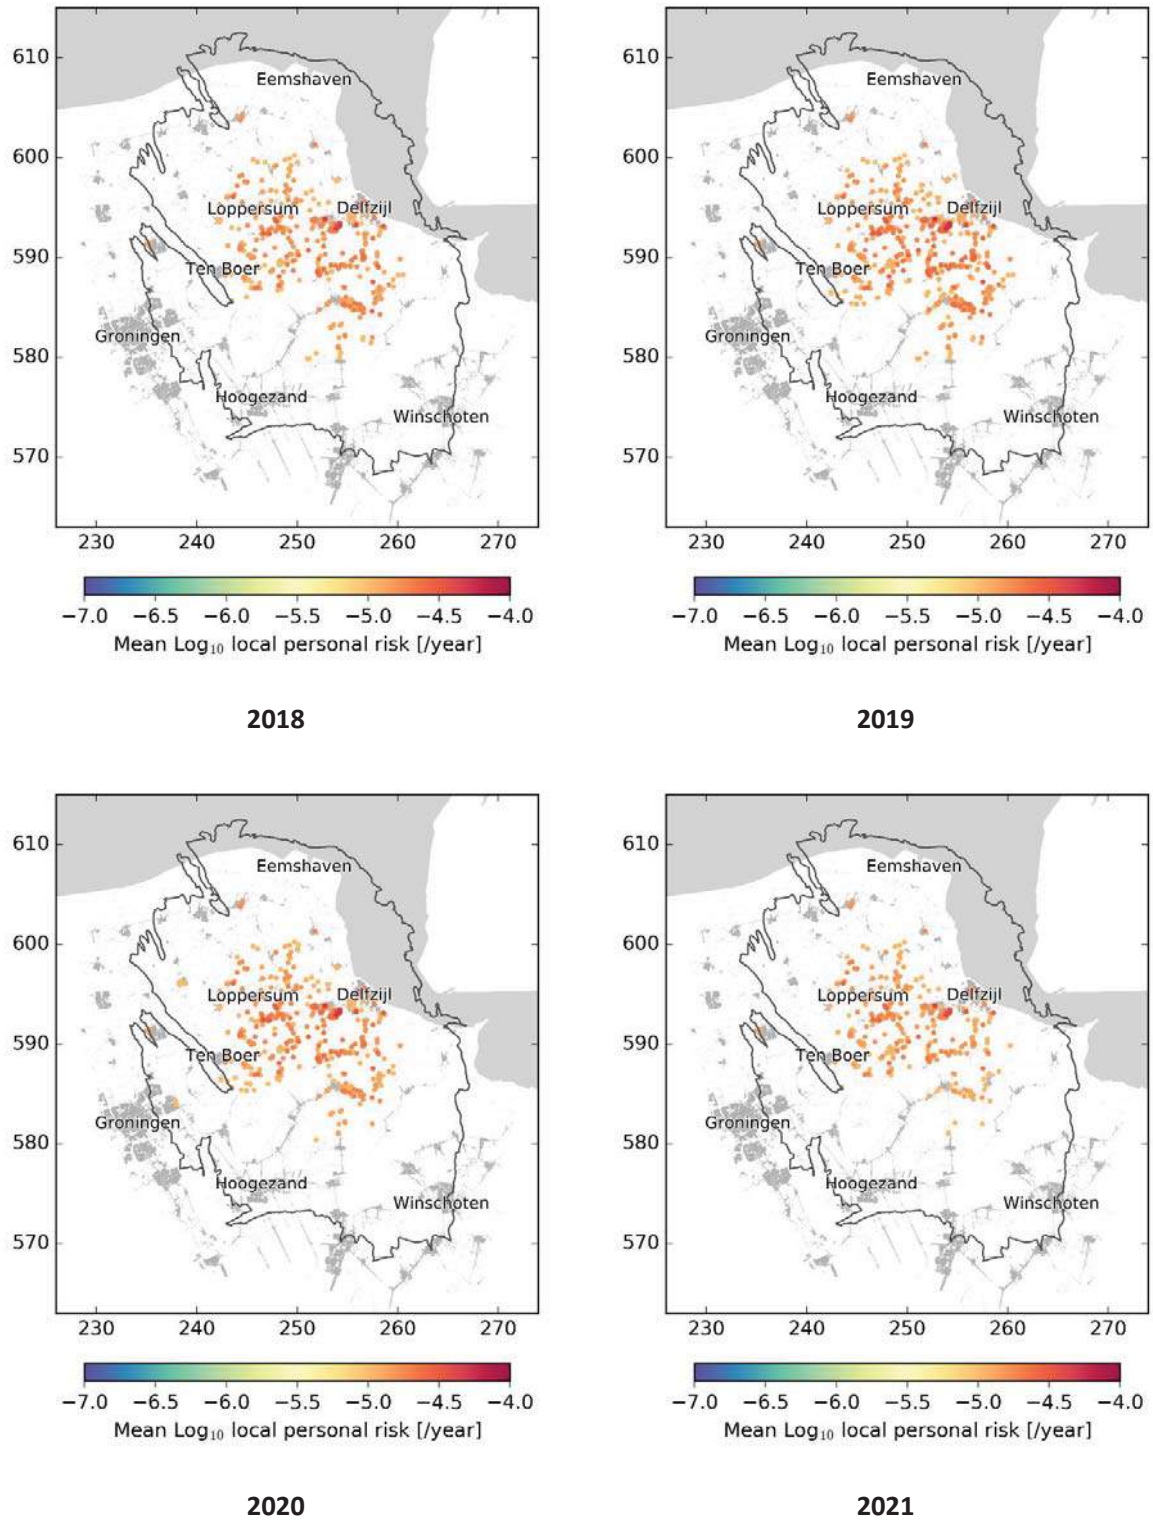 610
Eemshaven
600
Loppersum
Delfzijl
590
Ten Boer
Groningen
580
Hoogezand
Winschoten
570
230 240 250 260 270
−7.0 −6.5 −6.0 −5.5 −5.0 −4.5 −4.0
Mean Log₁₀ local personal risk [/year]
2018
610
Eemshaven
600
Loppersum
Delfzijl
590
Ten Boer
Groningen
580
Hoogezand
Winschoten
570
230 240 250 260 270
−7.0 −6.5 −6.0 −5.5 −5.0 −4.5 −4.0
Mean Log₁₀ local personal risk [/year]
2019
610
Eemshaven
600
Loppersum
Delfzijl
590
Ten Boer
Groningen
580
Hoogezand
Winschoten
570
230 240 250 260 270
−7.0 −6.5 −6.0 −5.5 −5.0 −4.5 −4.0
Mean Log₁₀ local personal risk [/year]
2020
610
Eemshaven
600
Loppersum
Delfzijl
590
Ten Boer
Groningen
580
Hoogezand
Winschoten
570
230 240 250 260 270
−7.0 −6.5 −6.0 −5.5 −5.0 −4.5 −4.0
Mean Log₁₀ local personal risk [/year]
2021